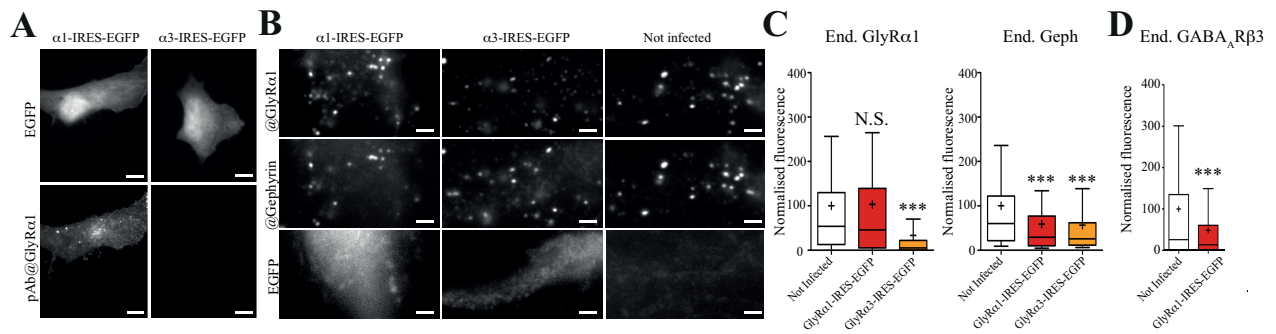 A
α1-IRES-EGFP α3-IRES-EGFP
EGFP
pAb@GlyRα1
B
α1-IRES-EGFP α3-IRES-EGFP Not infected
@GlyRα1
@Gephyrin
EGFP
C
End. GlyRα1
Normalised fluorescence
400
300
200
100
0
N.S.
***
Not Infected
GlyRα1-IRES-EGFP
GlyRα3-IRES-EGFP
End. Geph
Normalised fluorescence
400
300
200
100
0
*** ***
Not Infected
GlyRα1-IRES-EGFP
GlyRα3-IRES-EGFP
D
End. GABAARβ3
Normalised fluorescence
400
300
200
100
0
***
Not Infected
GlyRα1-IRES-EGFP